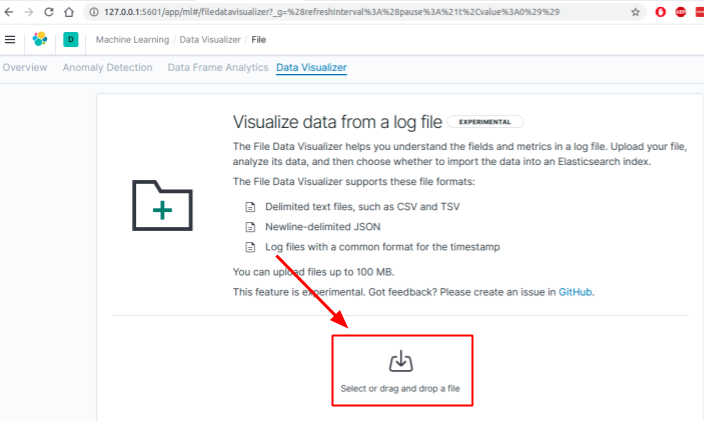 127.0.0.1:5601/app/ml#/filedatavisualizer?_g=%28refreshInterval%3A%28pause%3A%21t%2Cvalue%3A0%29%29
ABP
D
Machine Learning / Data Visualizer / File
Overview Anomaly Detection Data Frame Analytics Data Visualizer
Visualize data from a log file EXPERIMENTAL
The File Data Visualizer helps you understand the fields and metrics in a log file. Upload your file,
analyze its data, and then choose whether to import the data into an Elasticsearch index.
The File Data Visualizer supports these file formats:
Delimited text files, such as CSV and TSV
Newline-delimited JSON
Log files with a common format for the timestamp
You can upload files up to 100 MB.
This feature is experimental. Got feedback? Please create an issue in GitHub.
Select or drag and drop a file